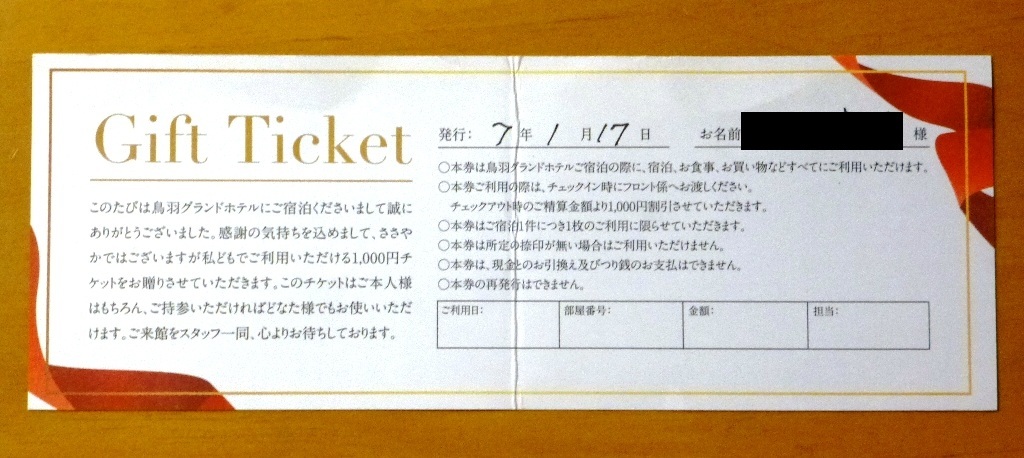 Gift Ticket
このたびは鳥羽グランドホテルにご宿泊くださいまして誠に
ありがとうございました。感謝の気持ちを込めまして、ささや
かではございますが私どもでご利用いただける1,000円チ
ケットをお贈りさせていただきます。このチケットはご本人様
はもちろん、ご持参いただければどなた様でもお使いいただ
けます。ご来館をスタッフ一同、心よりお待ちしております。
発行: 7年 1月17日 お名前 様
○本券は鳥羽グランドホテルご宿泊の際に、宿泊、お食事、お買い物などすべてにご利用いただけます。
○本券ご利用の際は、チェックイン時にフロント係へお渡しください。
チェックアウト時のご精算金額より1,000円割引させていただきます。
○本券はご宿泊1件につき1枚のご利用に限らせていただきます。
○本券は所定の捺印が無い場合はご利用いただけません。
○本券は、現金とのお引換え及びつり銭のお支払はできません。
○本券の再発行はできません。
ご利用日: 部屋番号: 金額: 担当: